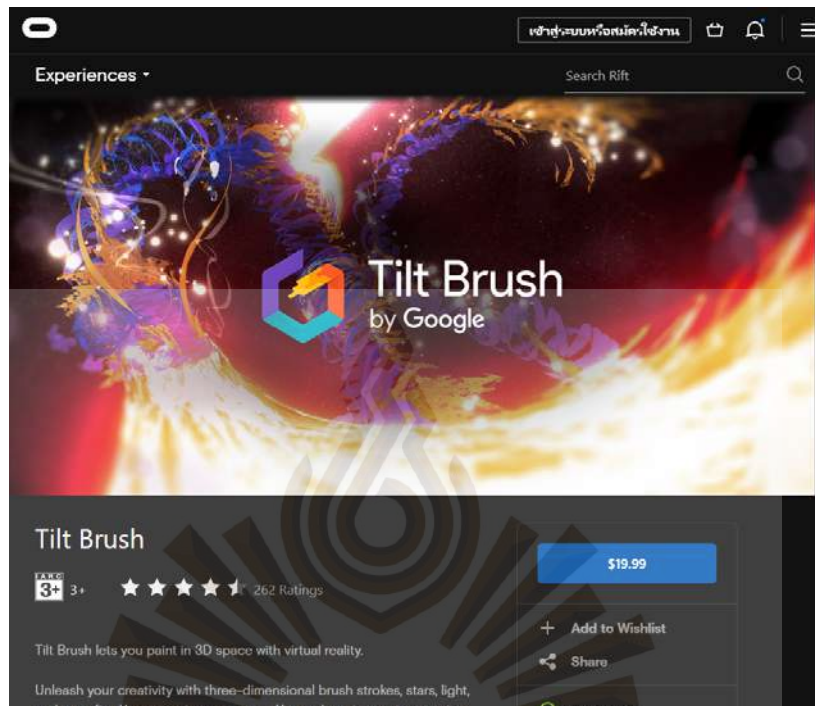 เข้าสู่ระบบหรือสมัครใช้งาน
Experiences
Search Rift
Tilt Brush
by Google
Tilt Brush
IARC
3+
3+
262 Ratings
$19.99
Tilt Brush lets you paint in 3D space with virtual reality.
Add to Wishlist
Share
Unleash your creativity with three-dimensional brush strokes, stars, light,